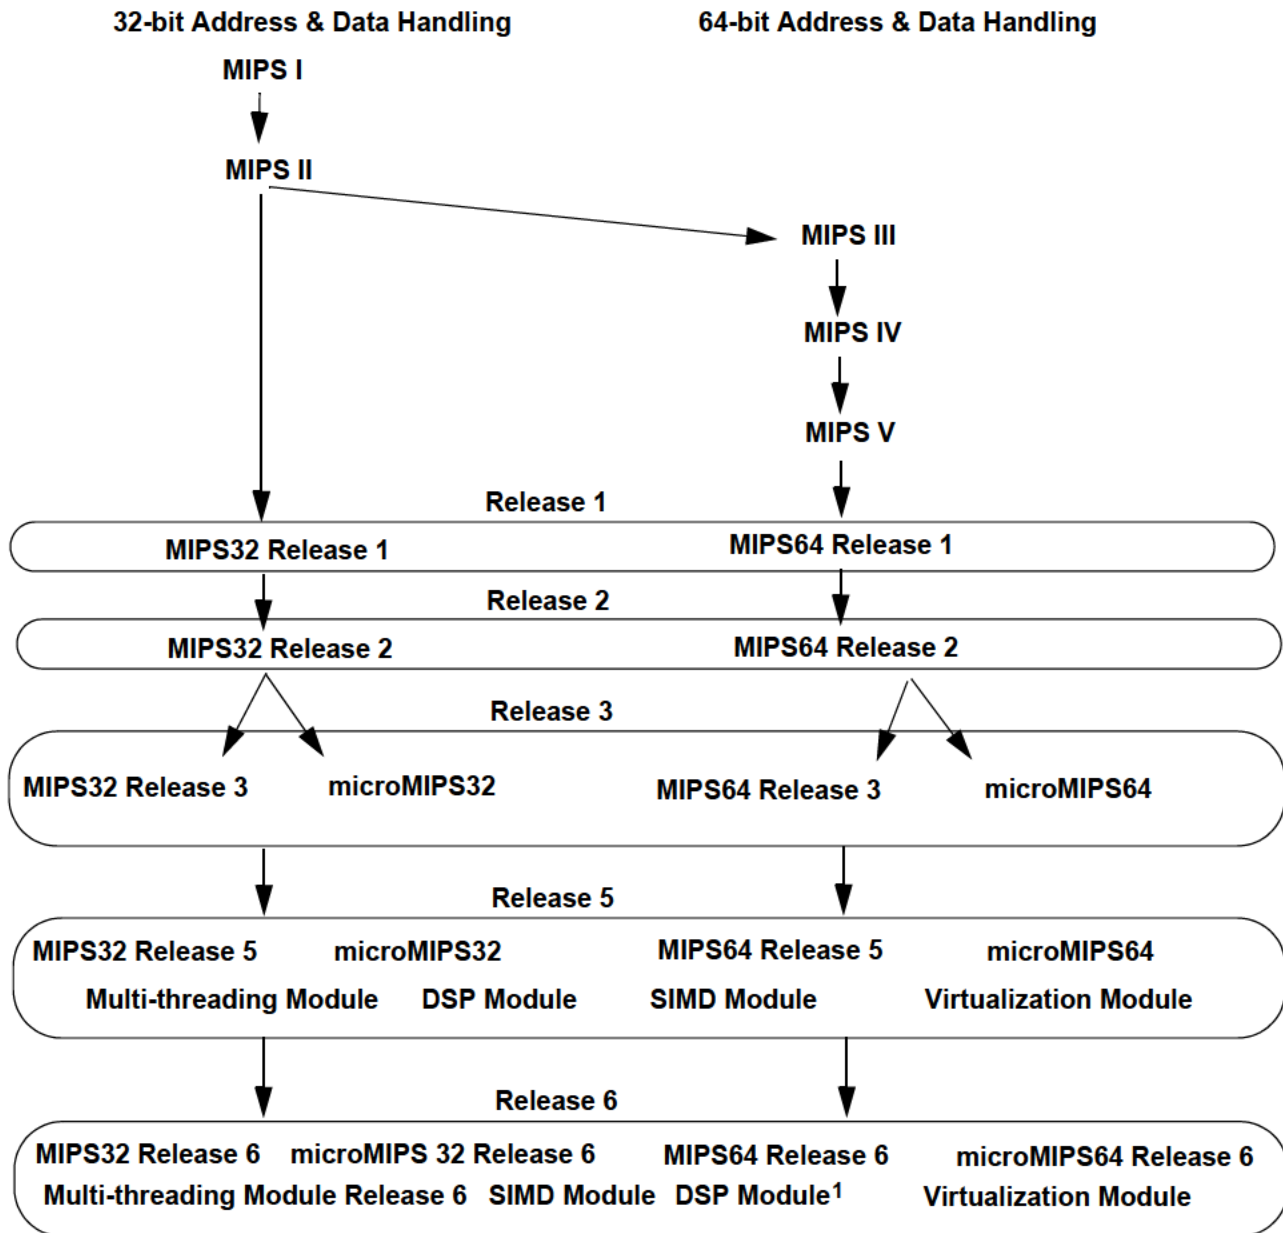 32-bit Address & Data Handling 64-bit Address & Data Handling
MIPS I
MIPS II
MIPS III
MIPS IV
MIPS V
Release 1
MIPS32 Release 1 MIPS64 Release 1
Release 2
MIPS32 Release 2 MIPS64 Release 2
Release 3
MIPS32 Release 3 microMIPS32 MIPS64 Release 3 microMIPS64
Release 5
MIPS32 Release 5 microMIPS32 MIPS64 Release 5 microMIPS64
Multi-threading Module DSP Module SIMD Module Virtualization Module
Release 6
MIPS32 Release 6 microMIPS 32 Release 6 MIPS64 Release 6 microMIPS64 Release 6
Multi-threading Module Release 6 SIMD Module DSP Module¹ Virtualization Module